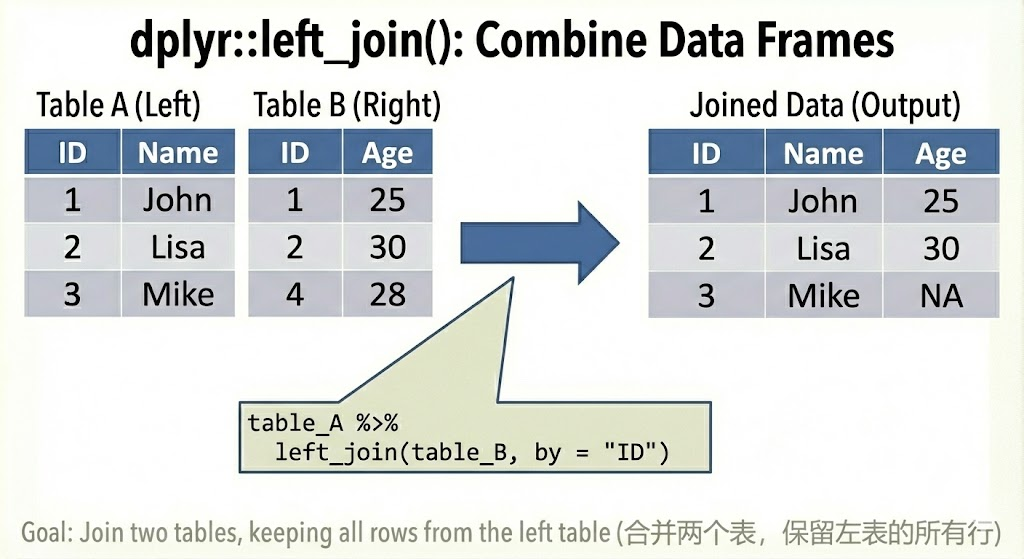 dplyr::left_join(): Combine Data Frames
Table A (Left)
ID Name
1 John
2 Lisa
3 Mike
Table B (Right)
ID Age
1 25
2 30
4 28
Joined Data (Output)
ID Name Age
1 John 25
2 Lisa 30
3 Mike NA
table_A %>%
  left_join(table_B, by = "ID")
Goal: Join two tables, keeping all rows from the left table (合并两个表，保留左表的所有行)